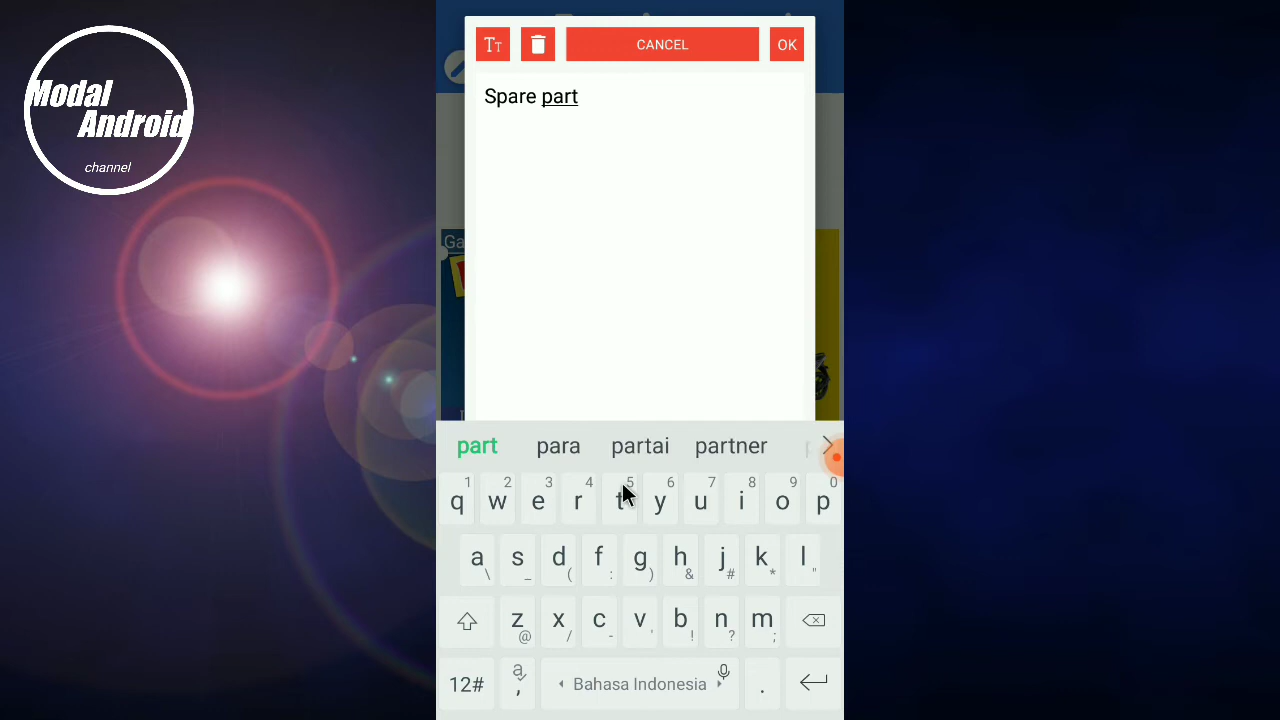 Modal
Android
channel
CANCEL
OK
Spare part
Ga
part para partai partner
1 2 3 4 5 6 7 8 9 0
q w e r t y u i o p
a s d f g h j k l
\ _ ( : ) & # * "
z x c v b n m
@ / - ' ! ? ;
12# a , Bahasa Indonesia .